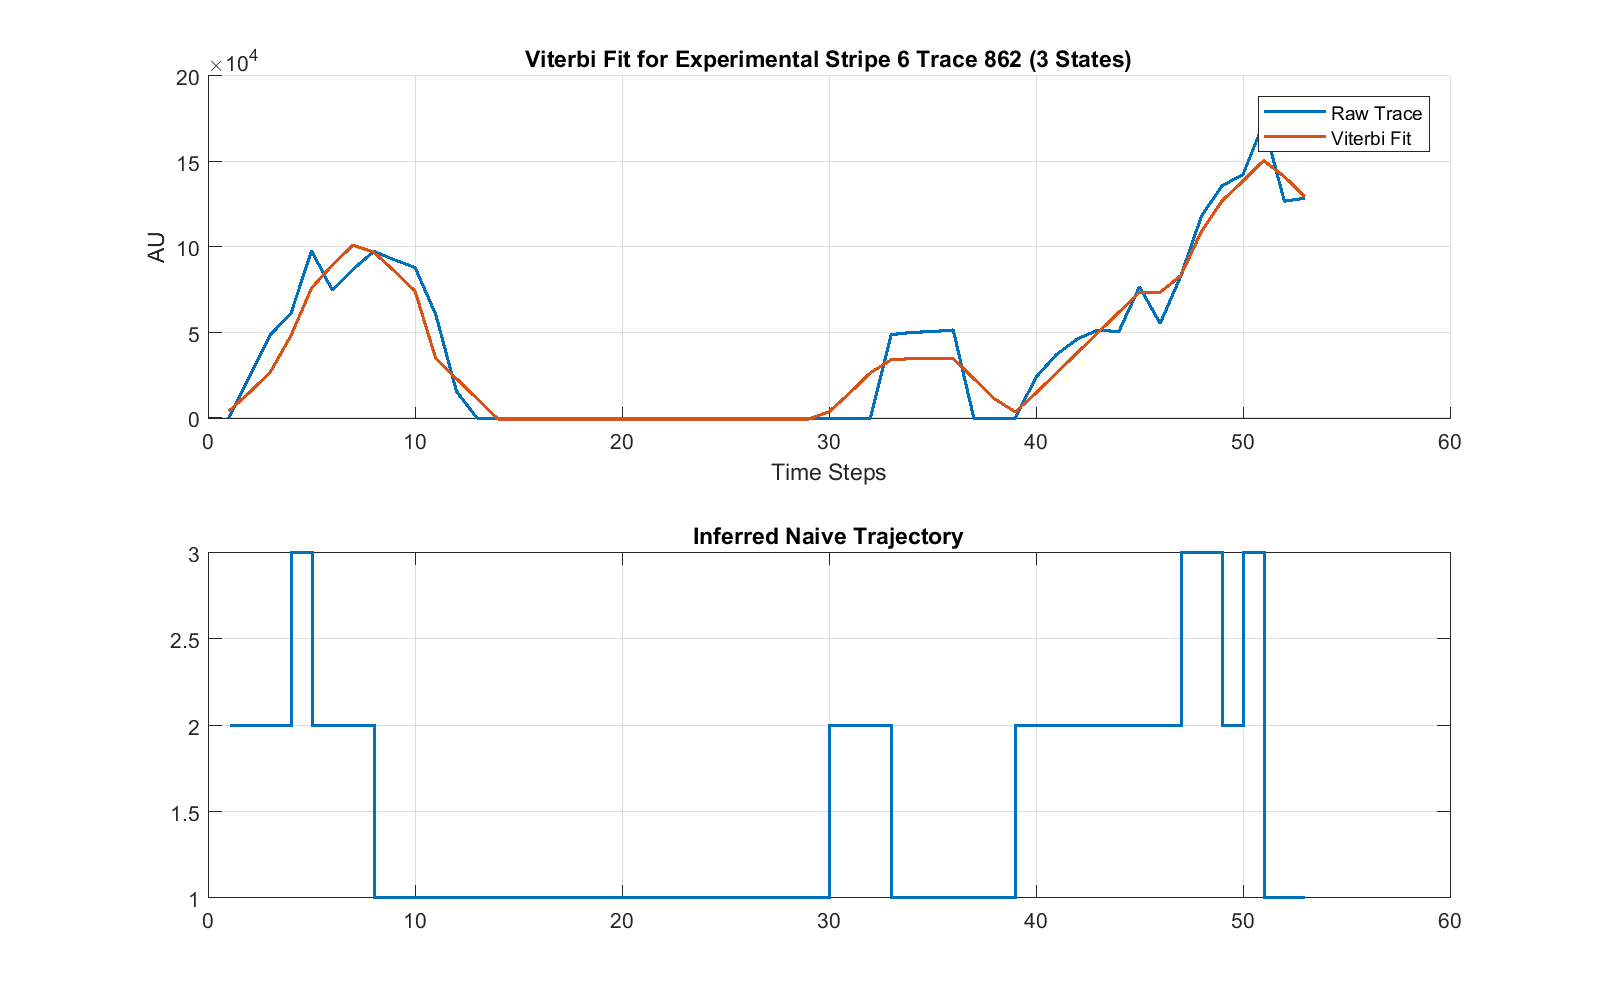 Viterbi Fit for Experimental Stripe 6 Trace 862 (3 States)
×10⁴
20
15
10
5
0
AU
Raw Trace
Viterbi Fit
0 10 20 30 40 50 60
Time Steps
Inferred Naive Trajectory
3
2.5
2
1.5
1
0 10 20 30 40 50 60